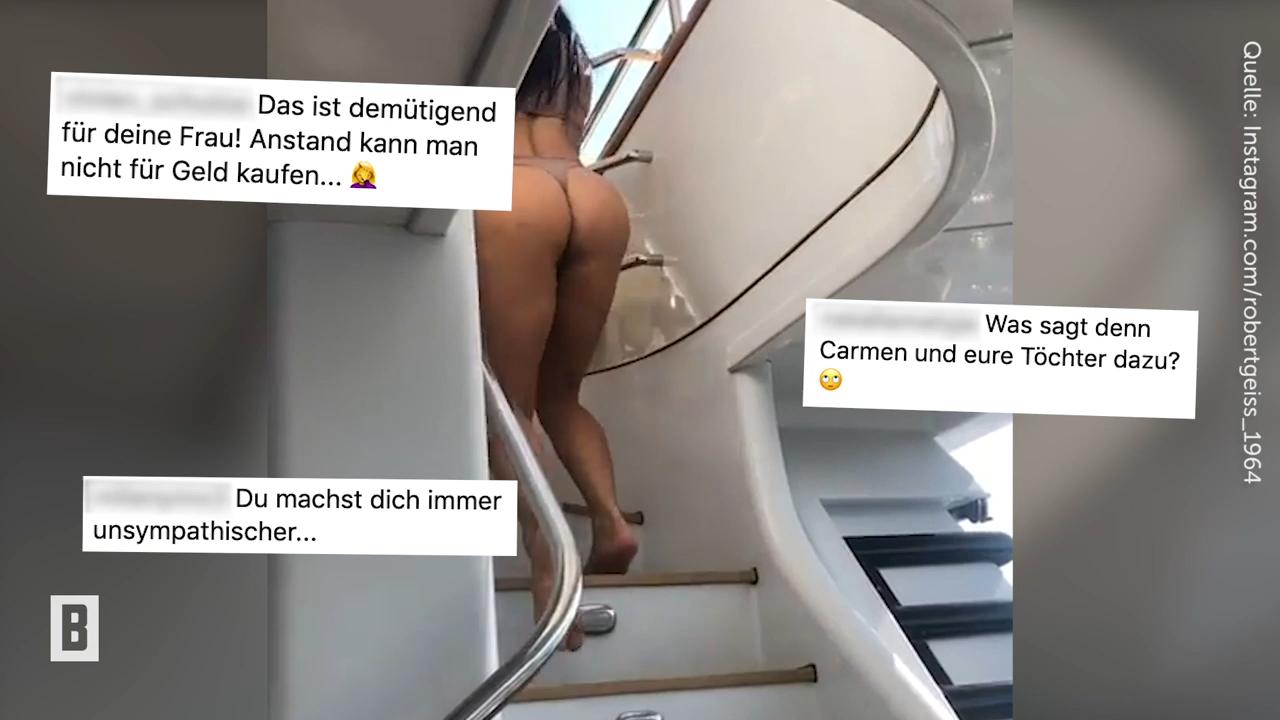 Das ist demütigend
für deine Frau! Anstand kann man
nicht für Geld kaufen... 🤦‍♀️
Was sagt denn
Carmen und eure Töchter dazu?
🙄
Du machst dich immer
unsympathischer...
B
Quelle: Instagram.com/robertgeiss_1964